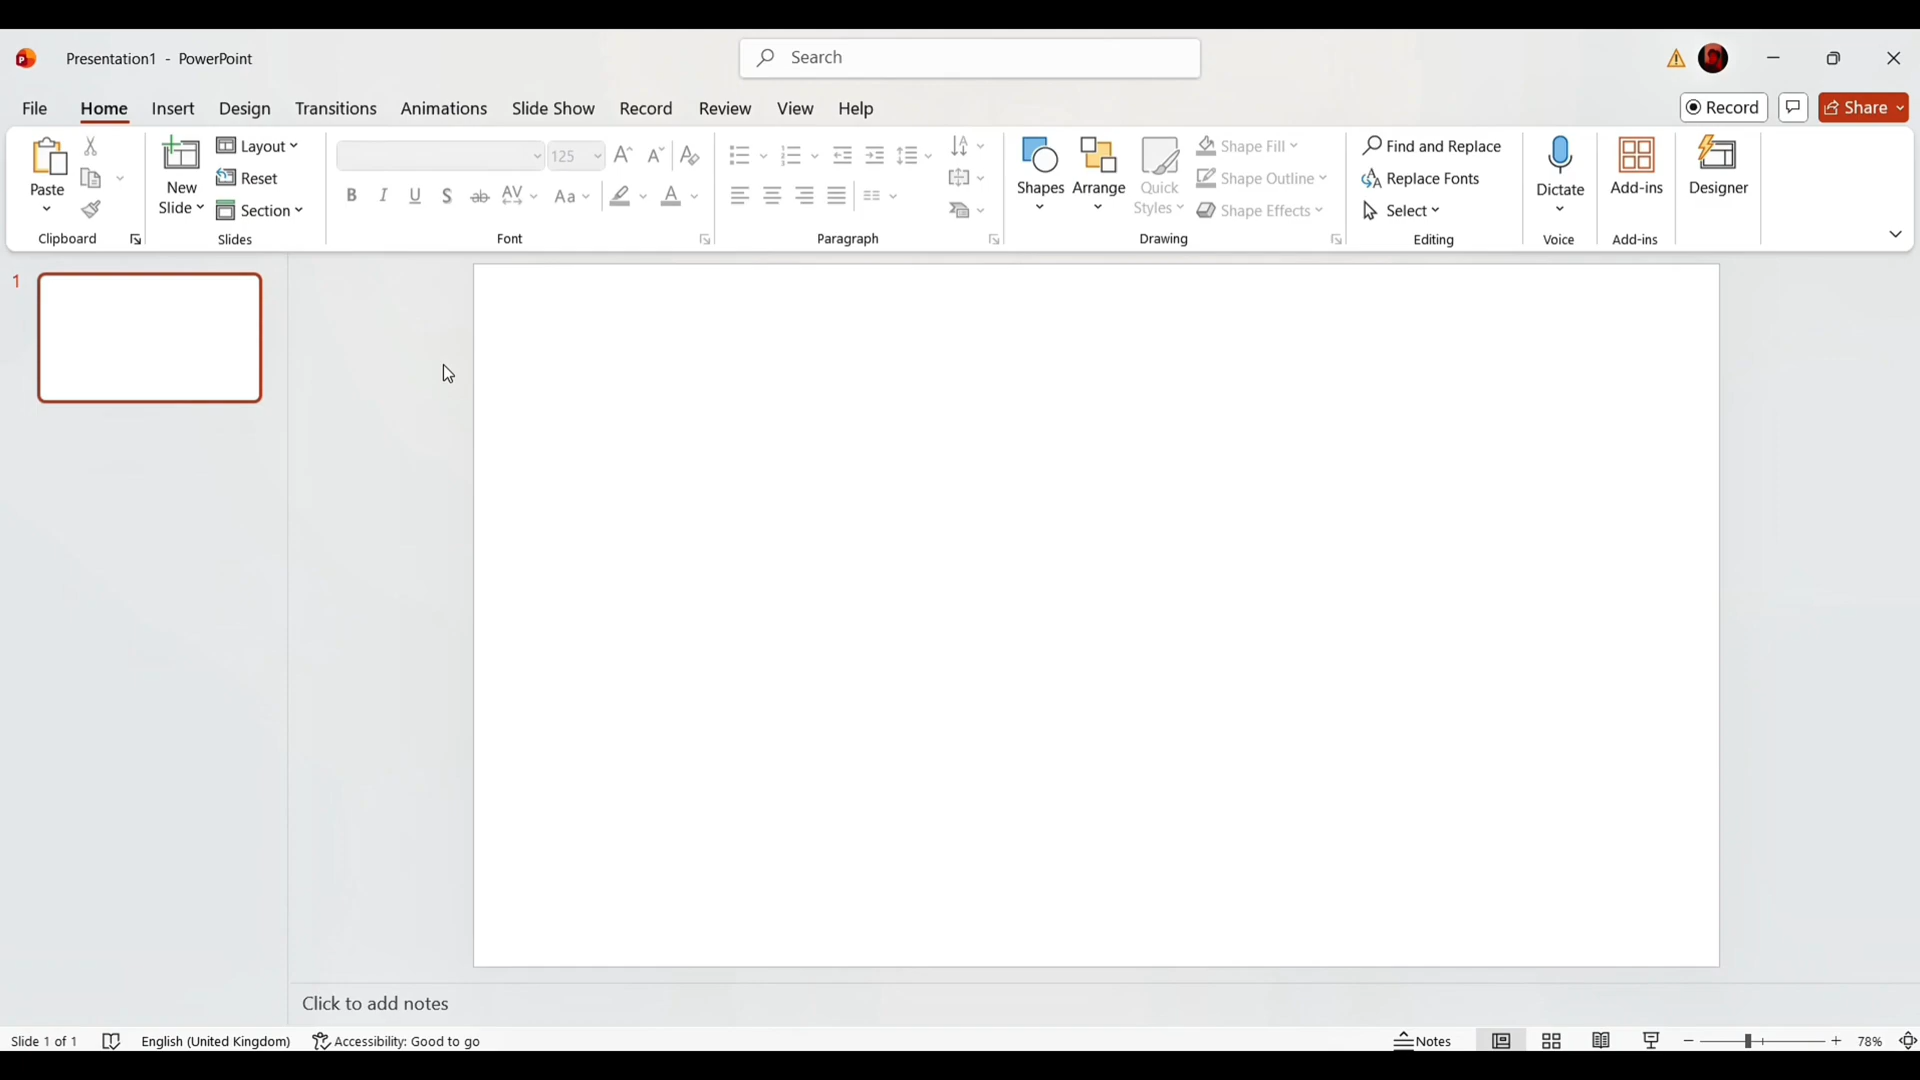 Presentation1 - PowerPoint
Search
File Home Insert Design Transitions Animations Slide Show Record Review View Help
Record
Share
Paste
Clipboard
New
Slide
Layout
Reset
Section
Slides
125
B I U S ab AV Aa A
Font
Paragraph
Shapes
Arrange
Quick
Styles
Shape Fill
Shape Outline
Shape Effects
Drawing
Find and Replace
Replace Fonts
Select
Editing
Dictate
Voice
Add-ins
Add-ins
Designer
1
Click to add notes
Slide 1 of 1 English (United Kingdom) Accessibility: Good to go Notes 78%